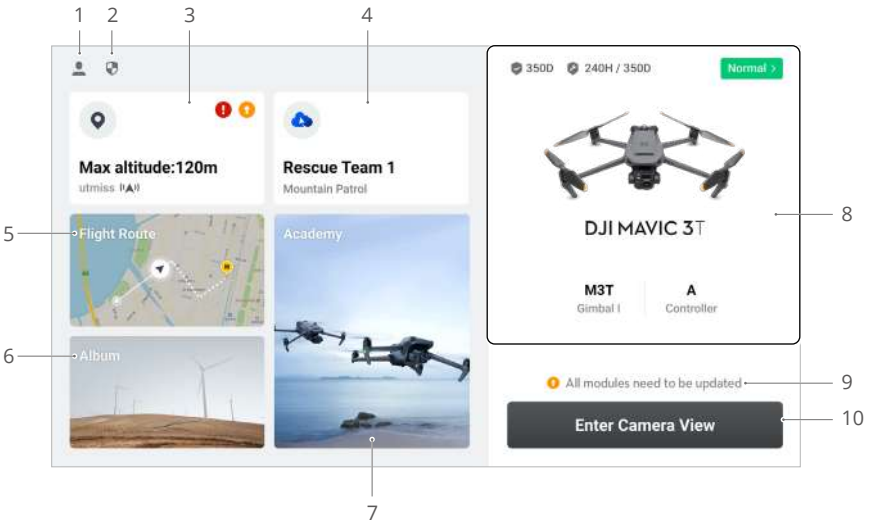 1
2
3
4
350D
240H / 350D
Normal >
Max altitude:120m
utmiss
Rescue Team 1
Mountain Patrol
5
Flight Route
H
Academy
DJI MAVIC 3T
8
M3T
Gimbal I
A
Controller
6
Album
All modules need to be updated
9
Enter Camera View
10
7